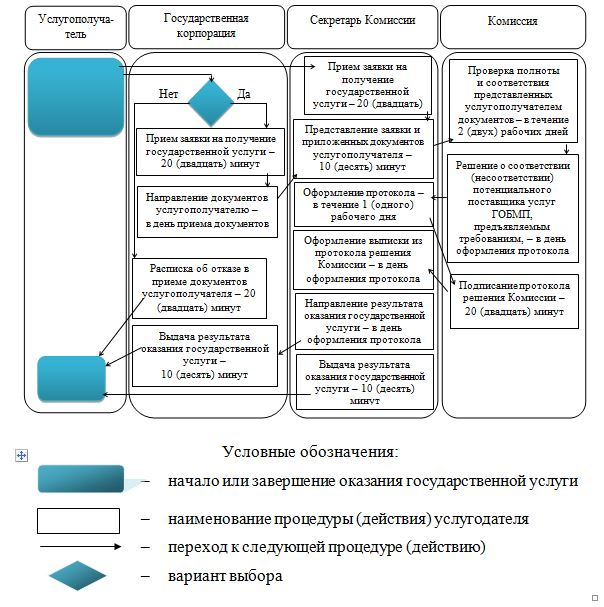 Услугополуча-
тель
Государственная
корпорация
Секретарь Комиссии
Комиссия
Нет
Да
Прием заявки на получение
государственной услуги –
20 (двадцать) минут
Направление документов
услугополучателю –
в день приема документов
Расписка об отказе в
приеме документов
услугополучателя – 20
(двадцать) минут
Выдача результата
оказания государственной
услуги –
10 (десять) минут
Прием заявки на
получение
государственной
услуги – 20 (двадцать)
Представление заявки и
приложенных документов
услугополучателя –
10 (десять) минут
Оформление протокола –
в течение 1 (одного)
рабочего дня
Оформление выписки из
протокола решения
Комиссии – в день
оформления протокола
Направление результата
оказания государственной
услуги – в день
оформления протокола
Выдача результата
оказания государственной
услуги – 10 (десять)
минут
Проверка полноты
и соответствия
представленных
услугополучателем
документов – в течение
2 (двух) рабочих дней
Решение о соответствии
(несоответствии)
потенциального
поставщика услуг
ГОБМП,
предъявляемым
требованиям, – в день
оформления протокола
Подписание протокола
решения Комиссии –
20 (двадцать) минут
Условные обозначения:
– начало или завершение оказания государственной услуги
– наименование процедуры (действия) услугодателя
– переход к следующей процедуре (действию)
– вариант выбора